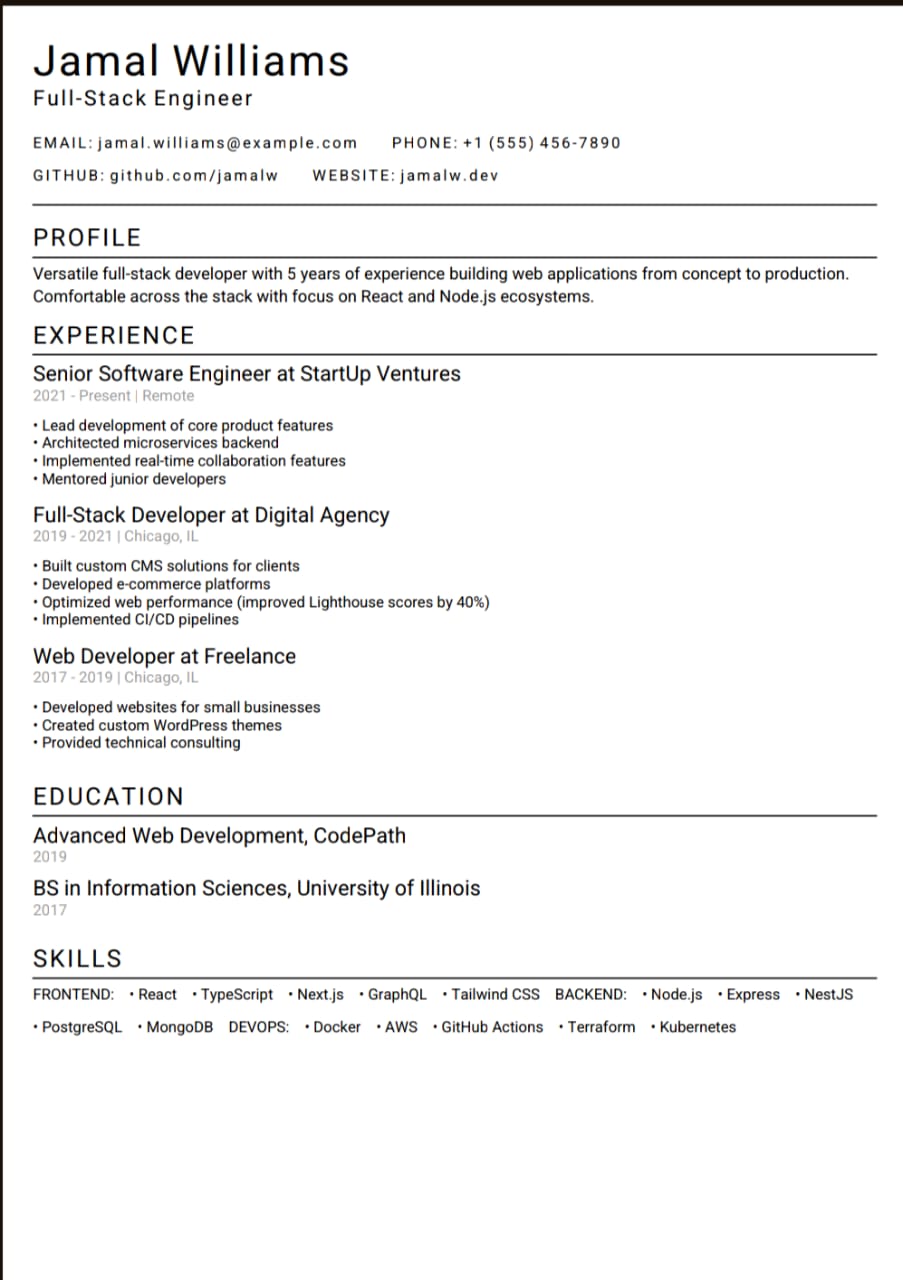 Jamal Williams
Full-Stack Engineer
EMAIL: jamal.williams@example.com PHONE: +1 (555) 456-7890
GITHUB: github.com/jamalw WEBSITE: jamalw.dev
PROFILE
Versatile full-stack developer with 5 years of experience building web applications from concept to production.
Comfortable across the stack with focus on React and Node.js ecosystems.
EXPERIENCE
Senior Software Engineer at StartUp Ventures
2021 - Present | Remote
• Lead development of core product features
• Architected microservices backend
• Implemented real-time collaboration features
• Mentored junior developers
Full-Stack Developer at Digital Agency
2019 - 2021 | Chicago, IL
• Built custom CMS solutions for clients
• Developed e-commerce platforms
• Optimized web performance (improved Lighthouse scores by 40%)
• Implemented CI/CD pipelines
Web Developer at Freelance
2017 - 2019 | Chicago, IL
• Developed websites for small businesses
• Created custom WordPress themes
• Provided technical consulting
EDUCATION
Advanced Web Development, CodePath
2019
BS in Information Sciences, University of Illinois
2017
SKILLS
FRONTEND: • React • TypeScript • Next.js • GraphQL • Tailwind CSS BACKEND: • Node.js • Express • NestJS
• PostgreSQL • MongoDB DEVOPS: • Docker • AWS • GitHub Actions • Terraform • Kubernetes